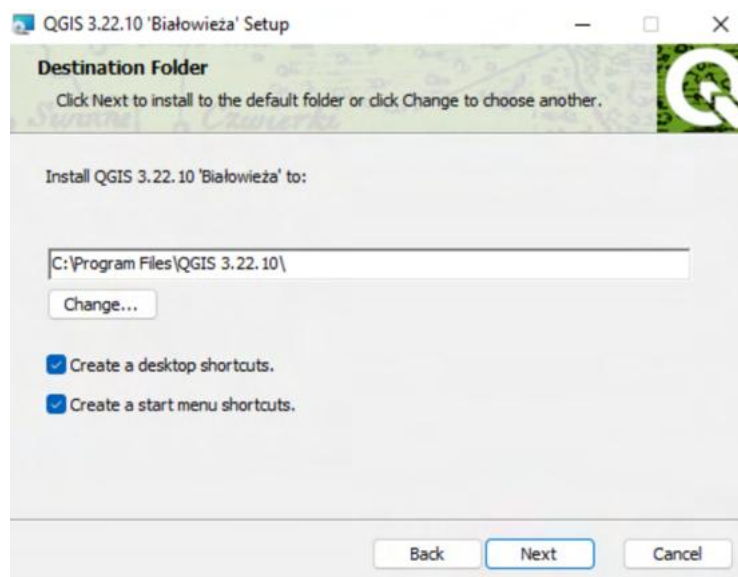 QGIS 3.22.10 'Białowieża' Setup
Destination Folder
Click Next to install to the default folder or click Change to choose another.
Install QGIS 3.22.10 'Białowieża' to:
C:\Program Files\QGIS 3.22.10\
Change...
Create a desktop shortcuts.
Create a start menu shortcuts.
Back Next Cancel